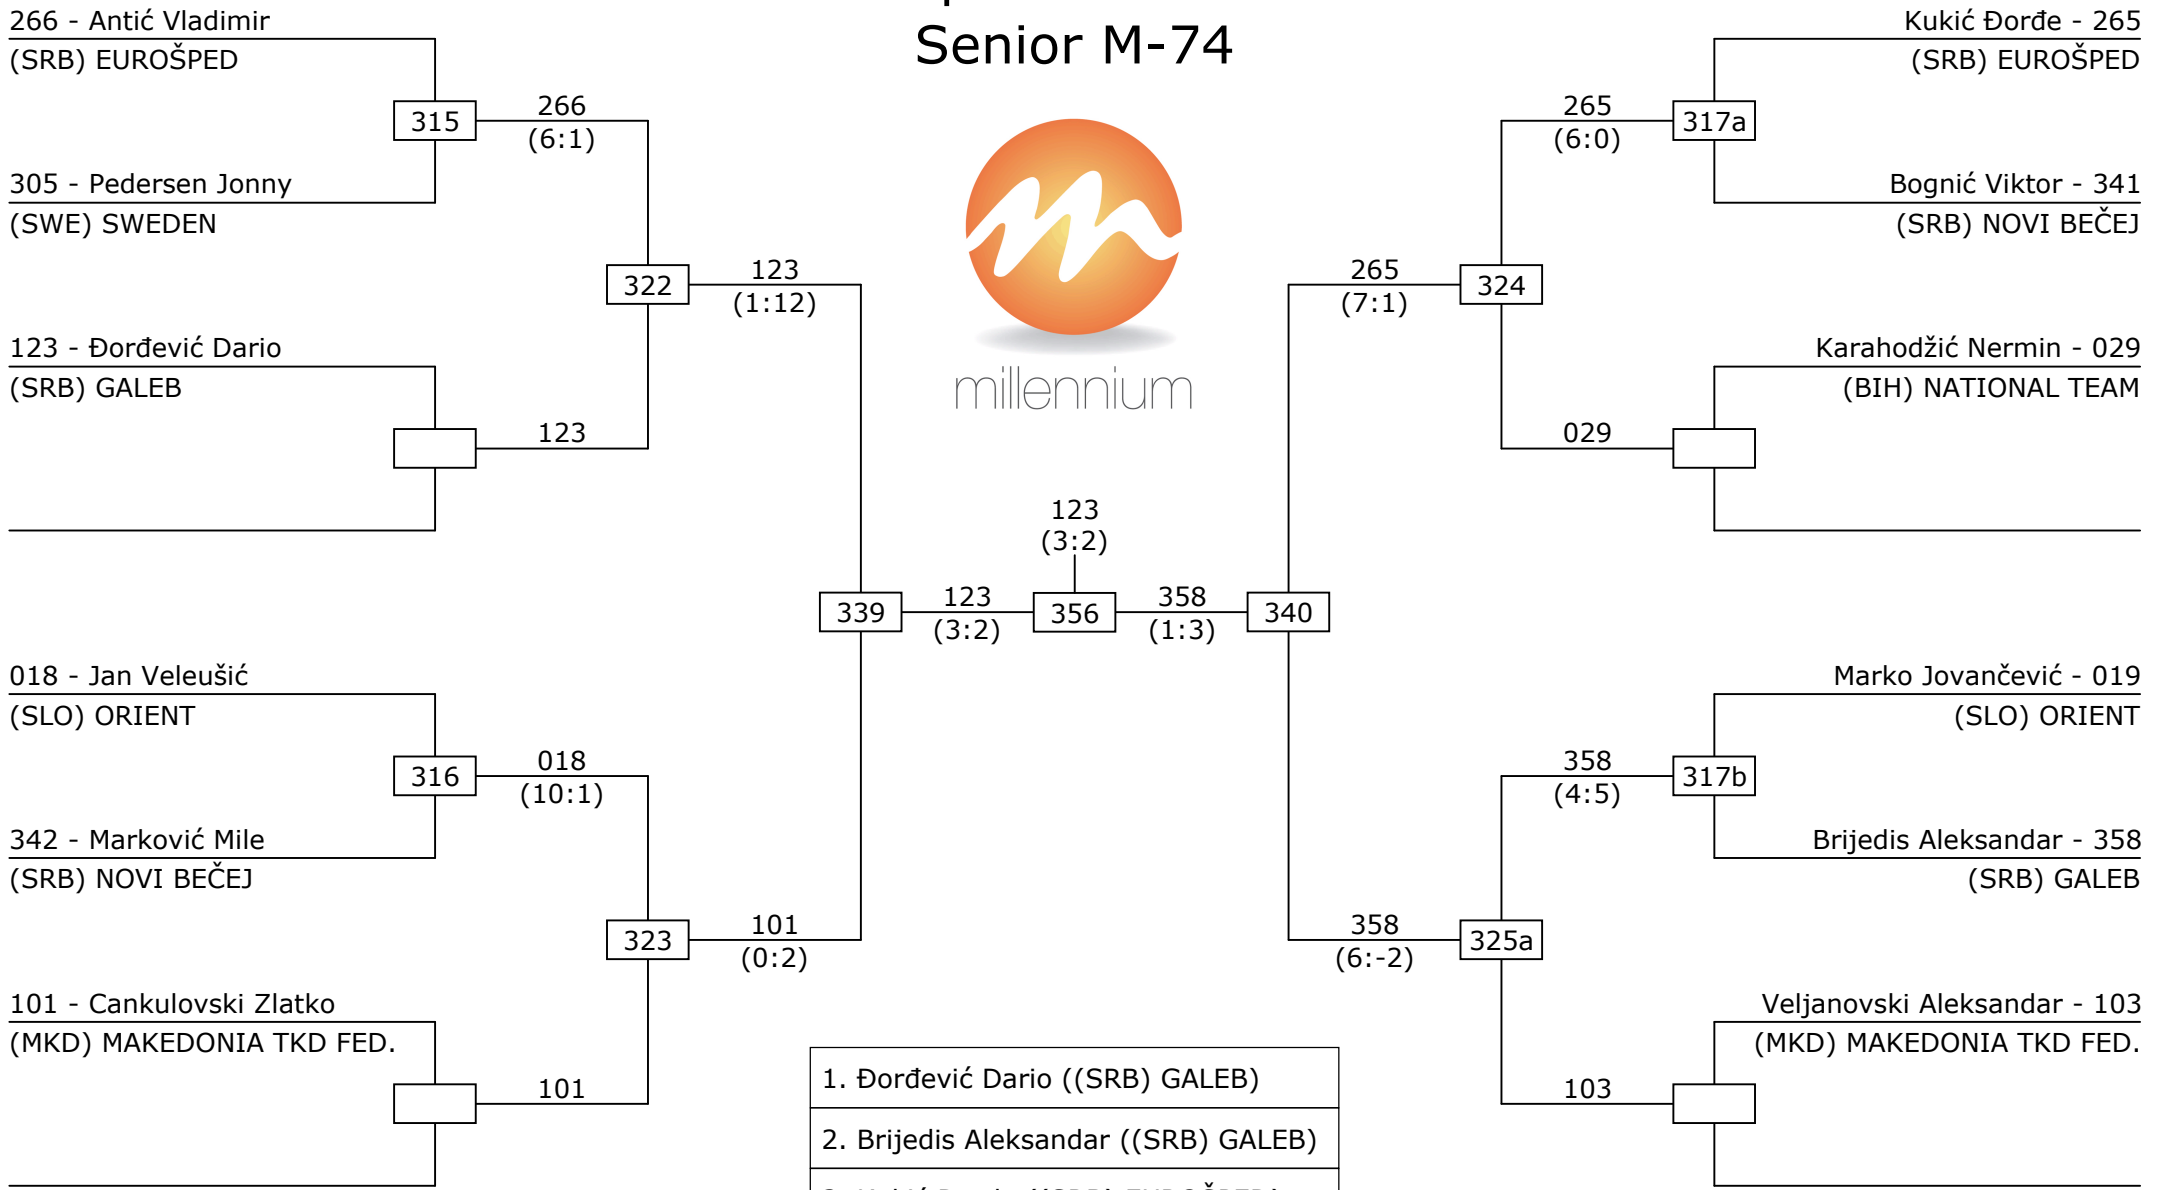 Senior M-74
266 - Antić Vladimir
(SRB) EUROŠPED
315
266
(6:1)
305 - Pedersen Jonny
(SWE) SWEDEN
322
123
(1:12)
123 - Đorđević Dario
(SRB) GALEB
123
018 - Jan Veleušić
(SLO) ORIENT
316
018
(10:1)
342 - Marković Mile
(SRB) NOVI BEČEJ
323
101
(0:2)
101 - Cankulovski Zlatko
(MKD) MAKEDONIA TKD FED.
101
millennium
339
123
(3:2)
123
(3:2)
356
358
(1:3)
340
Kukić Đorđe - 265
(SRB) EUROŠPED
265
(6:0)
317a
Bognić Viktor - 341
(SRB) NOVI BEČEJ
265
(7:1)
324
Karahodžić Nermin - 029
(BIH) NATIONAL TEAM
029
Marko Jovančević - 019
(SLO) ORIENT
358
(4:5)
317b
Brijedis Aleksandar - 358
(SRB) GALEB
358
(6:-2)
325a
Veljanovski Aleksandar - 103
(MKD) MAKEDONIA TKD FED.
103
1. Đorđević Dario ((SRB) GALEB)
2. Brijedis Aleksandar ((SRB) GALEB)